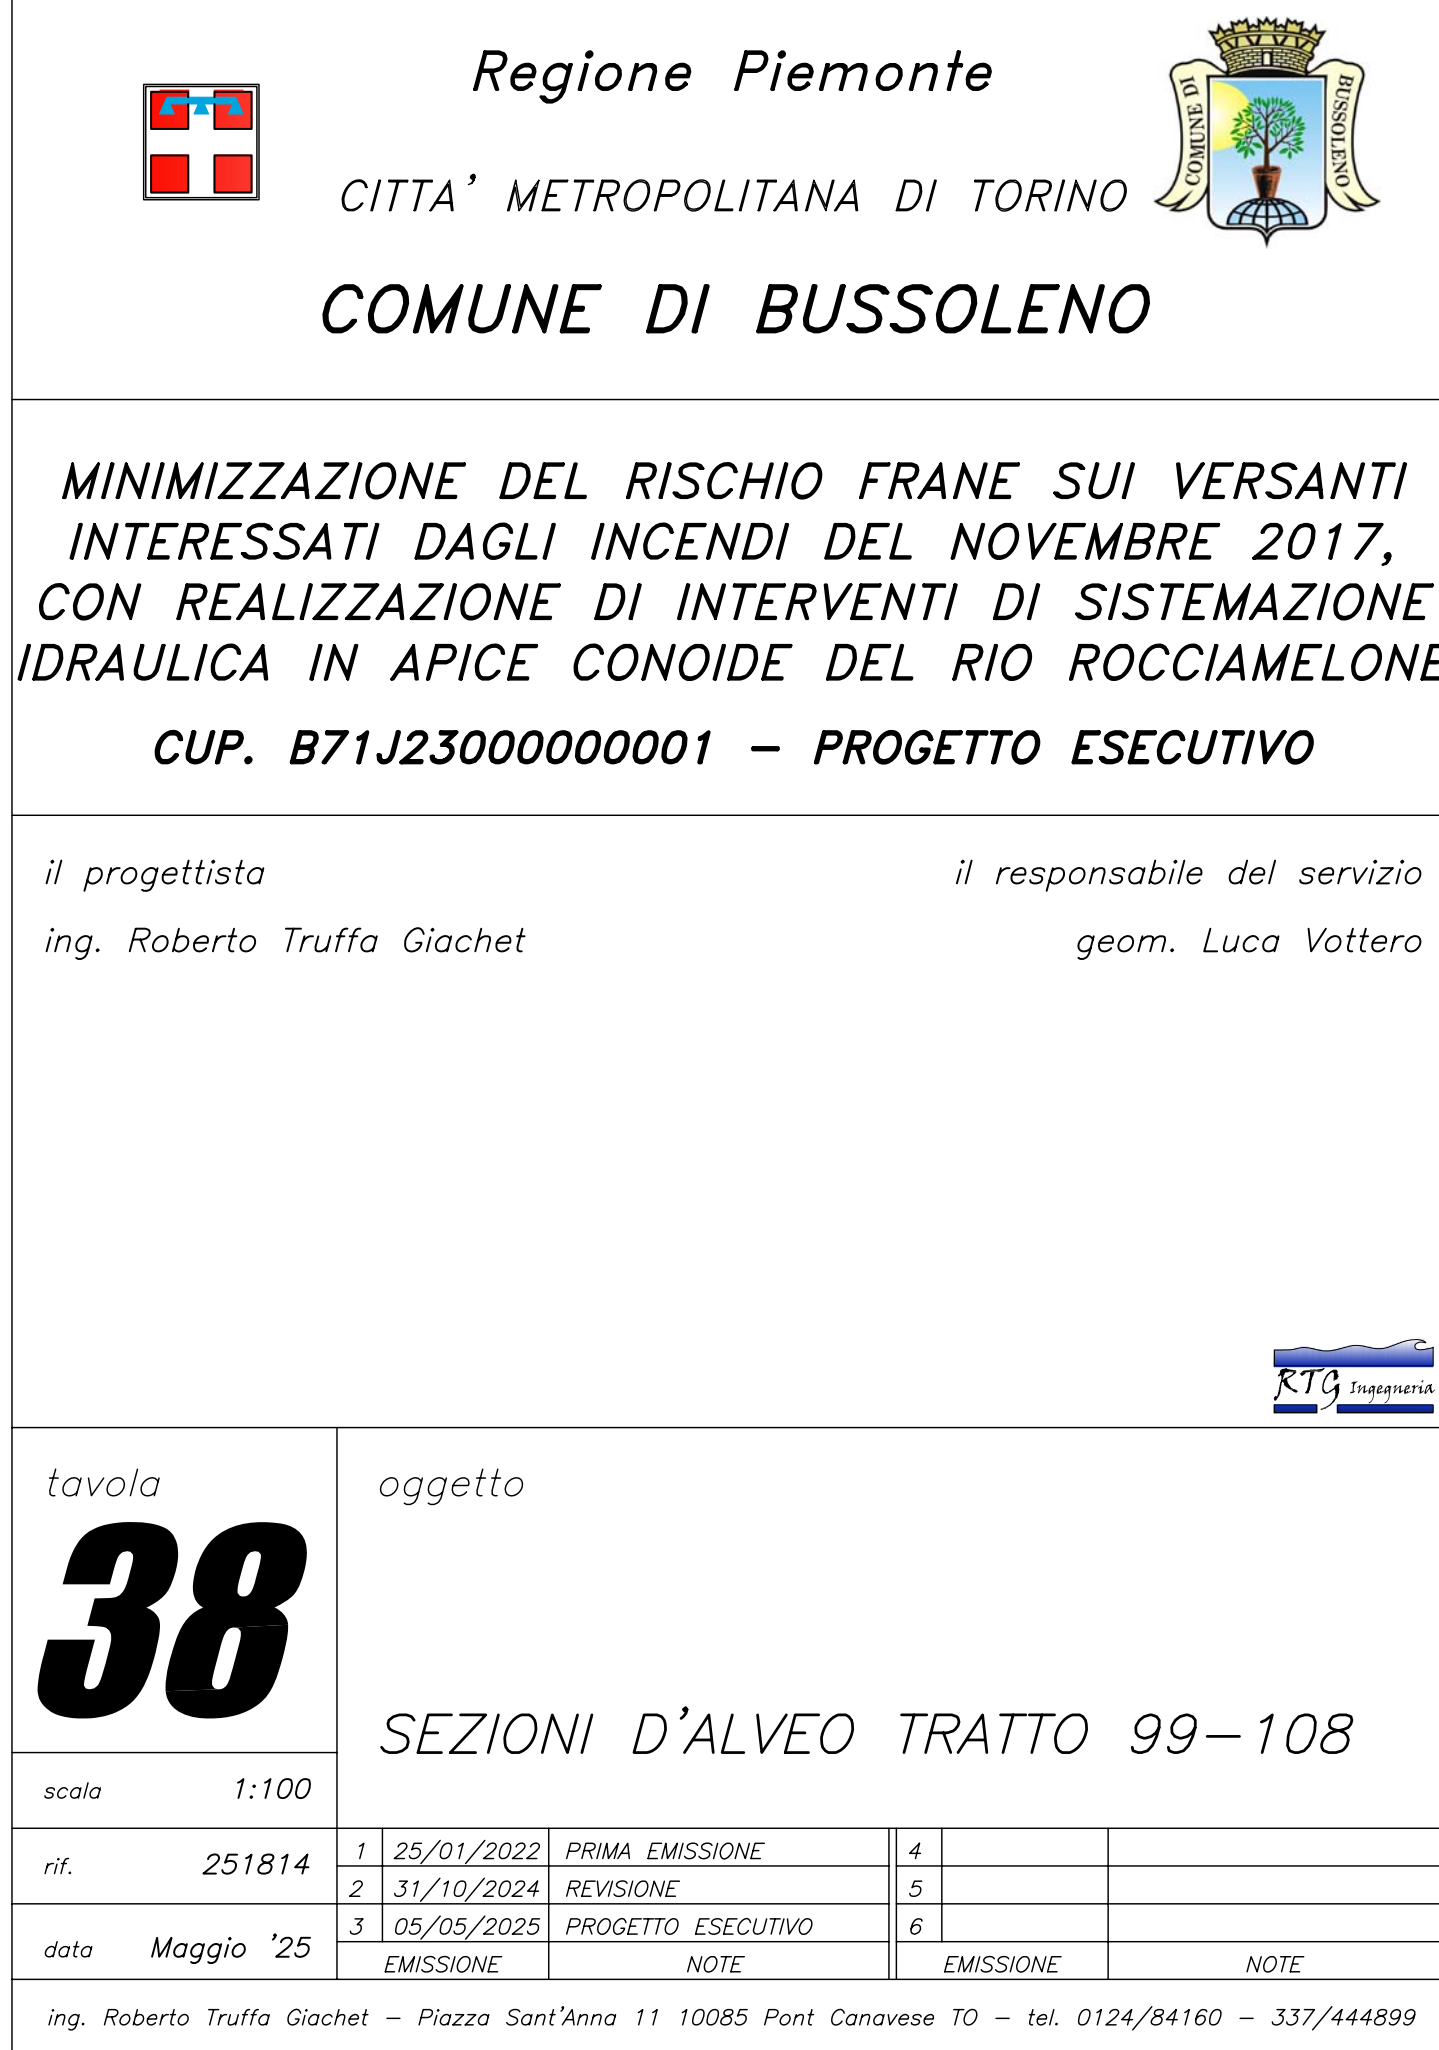 Regione Piemonte
COMUNE DI BUSSOLENO
CITTA' METROPOLITANA DI TORINO
COMUNE DI BUSSOLENO
MINIMIZZAZIONE DEL RISCHIO FRANE SUI VERSANTI
INTERESSATI DAGLI INCENDI DEL NOVEMBRE 2017,
CON REALIZZAZIONE DI INTERVENTI DI SISTEMAZIONE
IDRAULICA IN APICE CONOIDE DEL RIO ROCCIAMELONE
CUP. B71J23000000001 – PROGETTO ESECUTIVO
il progettista
ing. Roberto Truffa Giachet
il responsabile del servizio
geom. Luca Vottero
RTG Ingegneria
tavola
38
oggetto
SEZIONI D'ALVEO TRATTO 99–108
scala 1:100
rif. 251814
data Maggio '25
1 25/01/2022 PRIMA EMISSIONE 4
2 31/10/2024 REVISIONE 5
3 05/05/2025 PROGETTO ESECUTIVO 6
EMISSIONE NOTE EMISSIONE NOTE
ing. Roberto Truffa Giachet – Piazza Sant'Anna 11 10085 Pont Canavese TO – tel. 0124/84160 – 337/444899